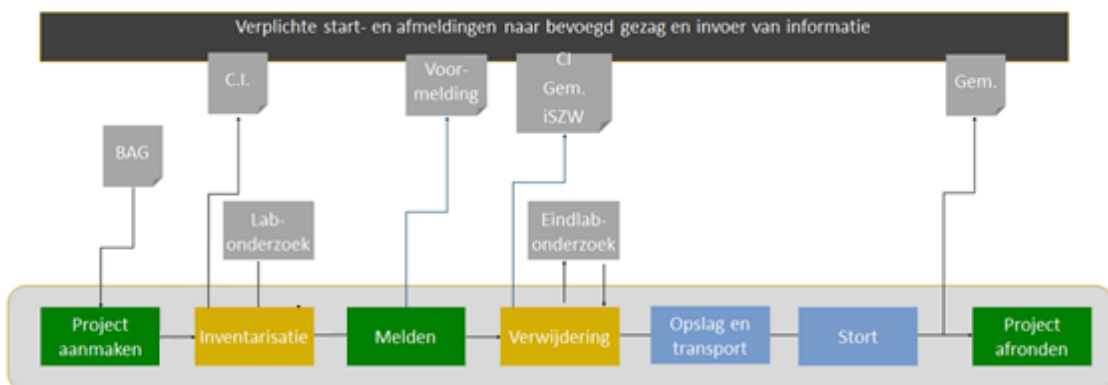 Verplichte start- en afmeldingen naar bevoegd gezag en invoer van informatie
C.I.
Voor-
melding
CI
Gem.
iSZW
Gem.
BAG
Lab-
onderzoek
Eindlab-
onderzoek
Project
aanmaken
Inventarisatie
Melden
Verwijdering
Opslag en
transport
Stort
Project
afronden